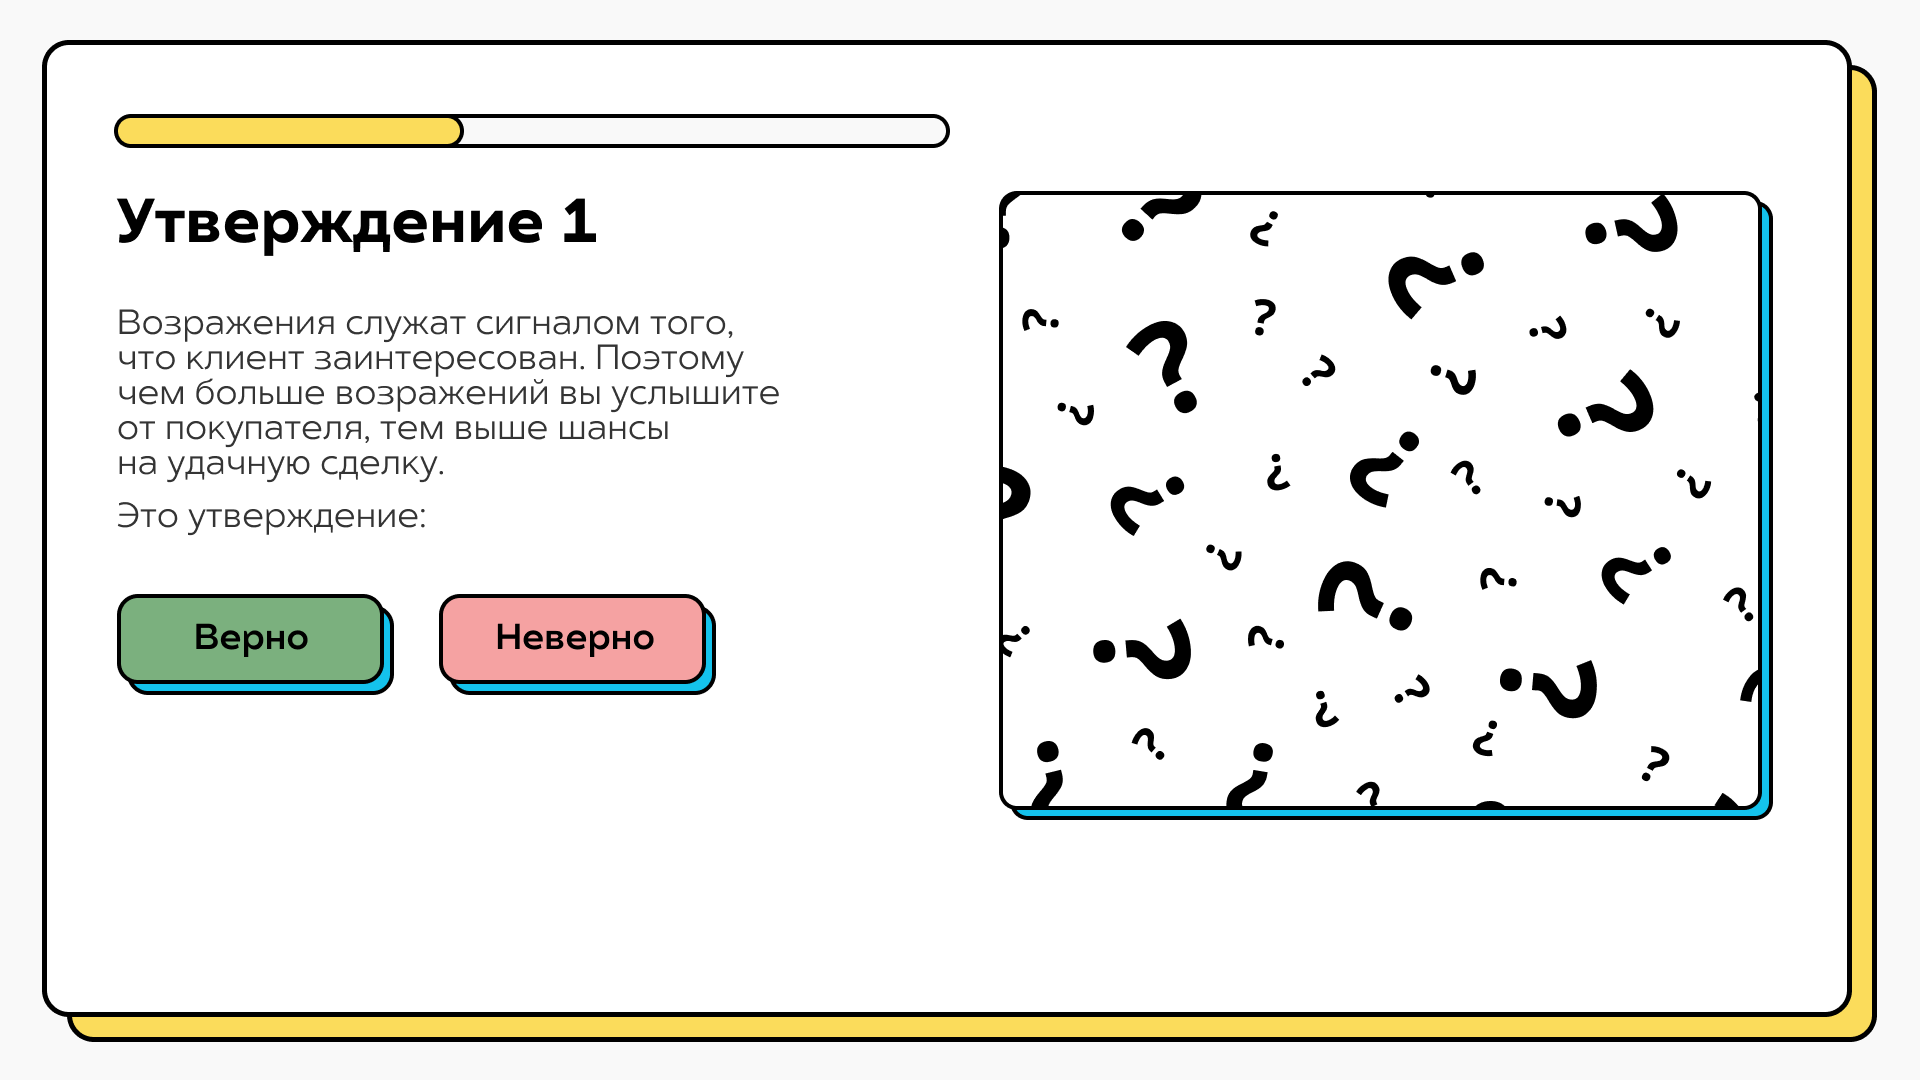 Утверждение 1
Возражения служат сигналом того,
что клиент заинтересован. Поэтому
чем больше возражений вы услышите
от покупателя, тем выше шансы
на удачную сделку.
Это утверждение:
Верно
Неверно